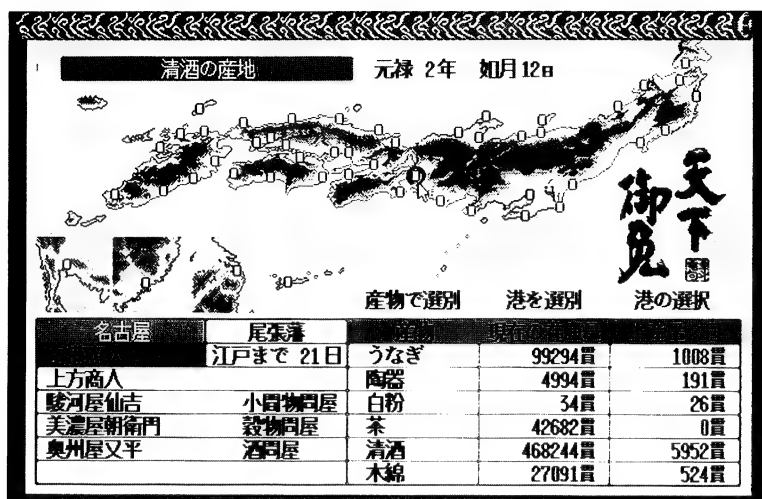 清酒の産地
元禄 2年 如月12日
天下
御免
産物で選別 港を選別 港の選択
名古屋 尾張藩 産物
江戸まで 21日 うなぎ 99294貫 1008貫
上方商人 陶器 4994貫 191貫
駿河屋仙吉 小間物問屋 白粉 34貫 26貫
美濃屋朝衛門 穀物問屋 茶 42682貫 0貫
奥州屋又平 酒問屋 清酒 468244貫 5952貫
木綿 27091貫 524貫